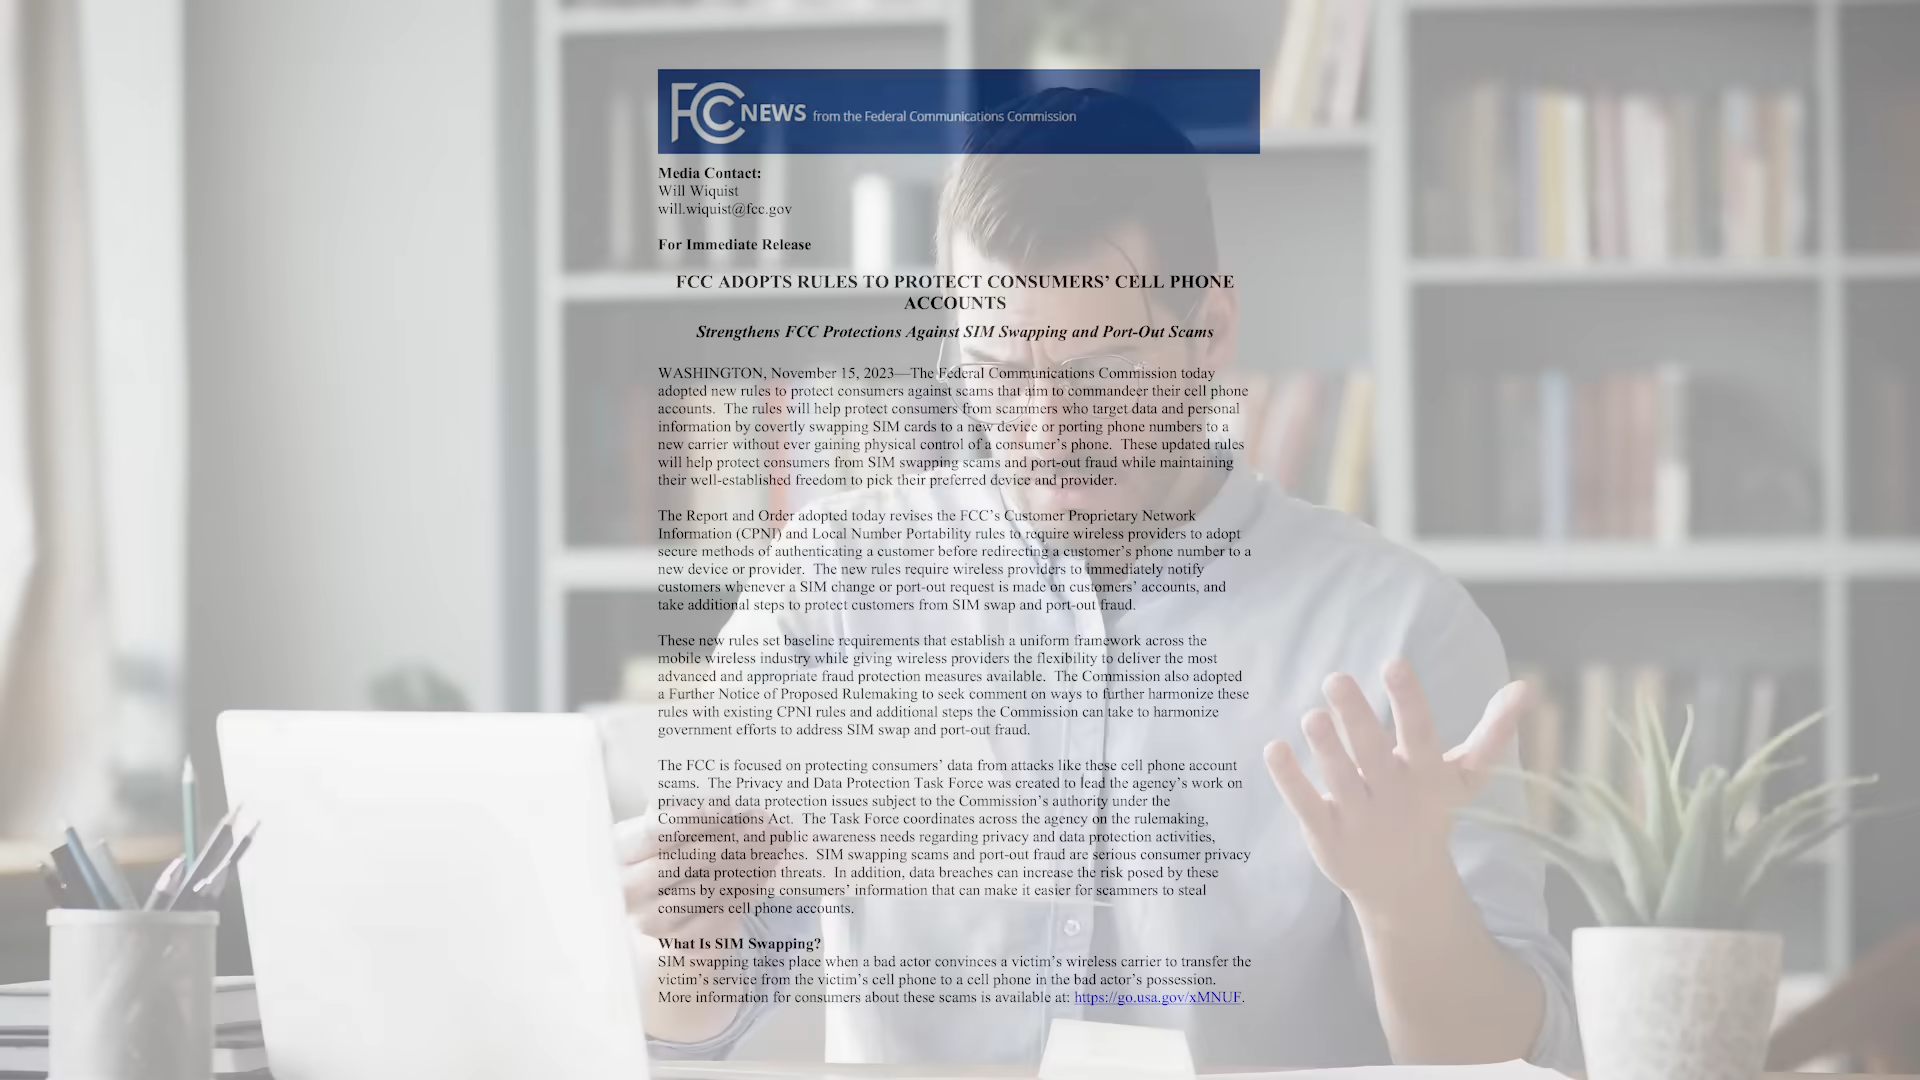 FCC NEWS from the Federal Communications Commission
Media Contact:
Will Wiquist
will.wiquist@fcc.gov
For Immediate Release
FCC ADOPTS RULES TO PROTECT CONSUMERS’ CELL PHONE
ACCOUNTS
Strengthens FCC Protections Against SIM Swapping and Port-Out Scams
WASHINGTON, November 15, 2023—The Federal Communications Commission today
adopted new rules to protect consumers against scams that aim to commandeer their cell phone
accounts.  The rules will help protect consumers from scammers who target data and personal
information by covertly swapping SIM cards to a new device or porting phone numbers to a
new carrier without ever gaining physical control of a consumer’s phone.  These updated rules
will help protect consumers from SIM swapping scams and port-out fraud while maintaining
their well-established freedom to pick their preferred device and provider.
The Report and Order adopted today revises the FCC’s Customer Proprietary Network
Information (CPNI) and Local Number Portability rules to require wireless providers to adopt
secure methods of authenticating a customer before redirecting a customer’s phone number to a
new device or provider.  The new rules require wireless providers to immediately notify
customers whenever a SIM change or port-out request is made on customers’ accounts, and
take additional steps to protect customers from SIM swap and port-out fraud.
These new rules set baseline requirements that establish a uniform framework across the
mobile wireless industry while giving wireless providers the flexibility to deliver the most
advanced and appropriate fraud protection measures available.  The Commission also adopted
a Further Notice of Proposed Rulemaking to seek comment on ways to further harmonize these
rules with existing CPNI rules and additional steps the Commission can take to harmonize
government efforts to address SIM swap and port-out fraud.
The FCC is focused on protecting consumers’ data from attacks like these cell phone account
scams.  The Privacy and Data Protection Task Force was created to lead the agency’s work on
privacy and data protection issues subject to the Commission’s authority under the
Communications Act.  The Task Force coordinates across the agency on the rulemaking,
enforcement, and public awareness needs regarding privacy and data protection activities,
including data breaches.  SIM swapping scams and port-out fraud are serious consumer privacy
and data protection threats.  In addition, data breaches can increase the risk posed by these
scams by exposing consumers’ information that can make it easier for scammers to steal
consumers cell phone accounts.
What Is SIM Swapping?
SIM swapping takes place when a bad actor convinces a victim’s wireless carrier to transfer the
victim’s service from the victim’s cell phone to a cell phone in the bad actor’s possession.
More information for consumers about these scams is available at: https://go.usa.gov/xMNUF.